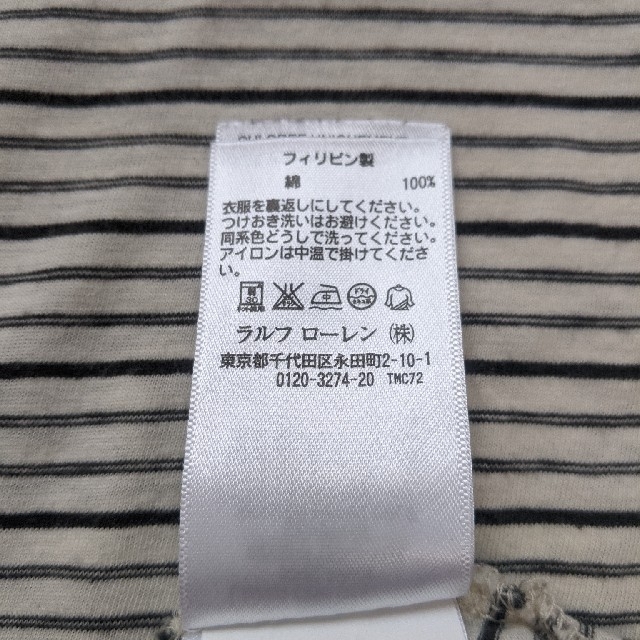 フィリピン製
綿 100%
衣服を裏返しにしてください。
つけおき洗いはお避けください。
同系色どうしで洗ってください。
アイロンは中温で掛けてくださ
い。
中
ラルフ ローレン (株)
東京都千代田区永田町2-10-1
0120-3274-20 TMC72